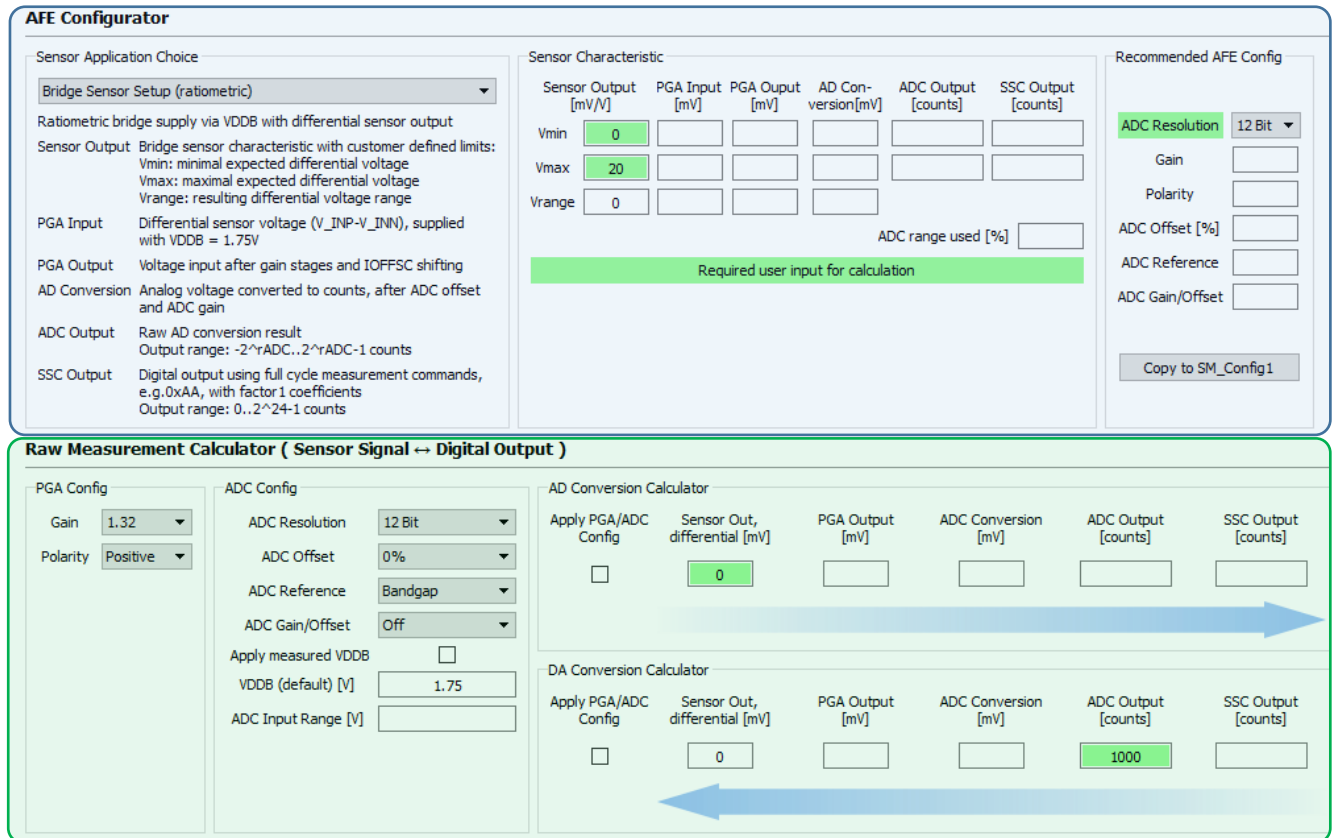 AFE Configurator
Sensor Application Choice
Bridge Sensor Setup (ratiometric)
Ratiometric bridge supply via VDDB with differential sensor output
Sensor Output Bridge sensor characteristic with customer defined limits:
Vmin: minimal expected differential voltage
Vmax: maximal expected differential voltage
Vrange: resulting differential voltage range
PGA Input Differential sensor voltage (V_INP-V_INN), supplied
with VDDB = 1.75V
PGA Output Voltage input after gain stages and IOFFSC shifting
AD Conversion Analog voltage converted to counts, after ADC offset
and ADC gain
ADC Output Raw AD conversion result
Output range: -2^rADC..2^rADC-1 counts
SSC Output Digital output using full cycle measurement commands,
e.g.0xAA, with factor1 coefficients
Output range: 0..2^24-1 counts
Sensor Characteristic
Sensor Output PGA Input PGA Ouput AD Con- ADC Output SSC Output
[mV/V] [mV] [mV] version[mV] [counts] [counts]
Vmin 0
Vmax 20
Vrange 0
ADC range used [%]
Required user input for calculation
Recommended AFE Config
ADC Resolution 12 Bit
Gain
Polarity
ADC Offset [%]
ADC Reference
ADC Gain/Offset
Copy to SM_Config1
Raw Measurement Calculator ( Sensor Signal ↔ Digital Output )
PGA Config
Gain 1.32
Polarity Positive
ADC Config
ADC Resolution 12 Bit
ADC Offset 0%
ADC Reference Bandgap
ADC Gain/Offset Off
Apply measured VDDB
VDDB (default) [V] 1.75
ADC Input Range [V]
AD Conversion Calculator
Apply PGA/ADC Sensor Out, PGA Output ADC Conversion ADC Output SSC Output
Config differential [mV] [mV] [mV] [counts] [counts]
0
DA Conversion Calculator
Apply PGA/ADC Sensor Out, PGA Output ADC Conversion ADC Output SSC Output
Config differential [mV] [mV] [mV] [counts] [counts]
0 1000